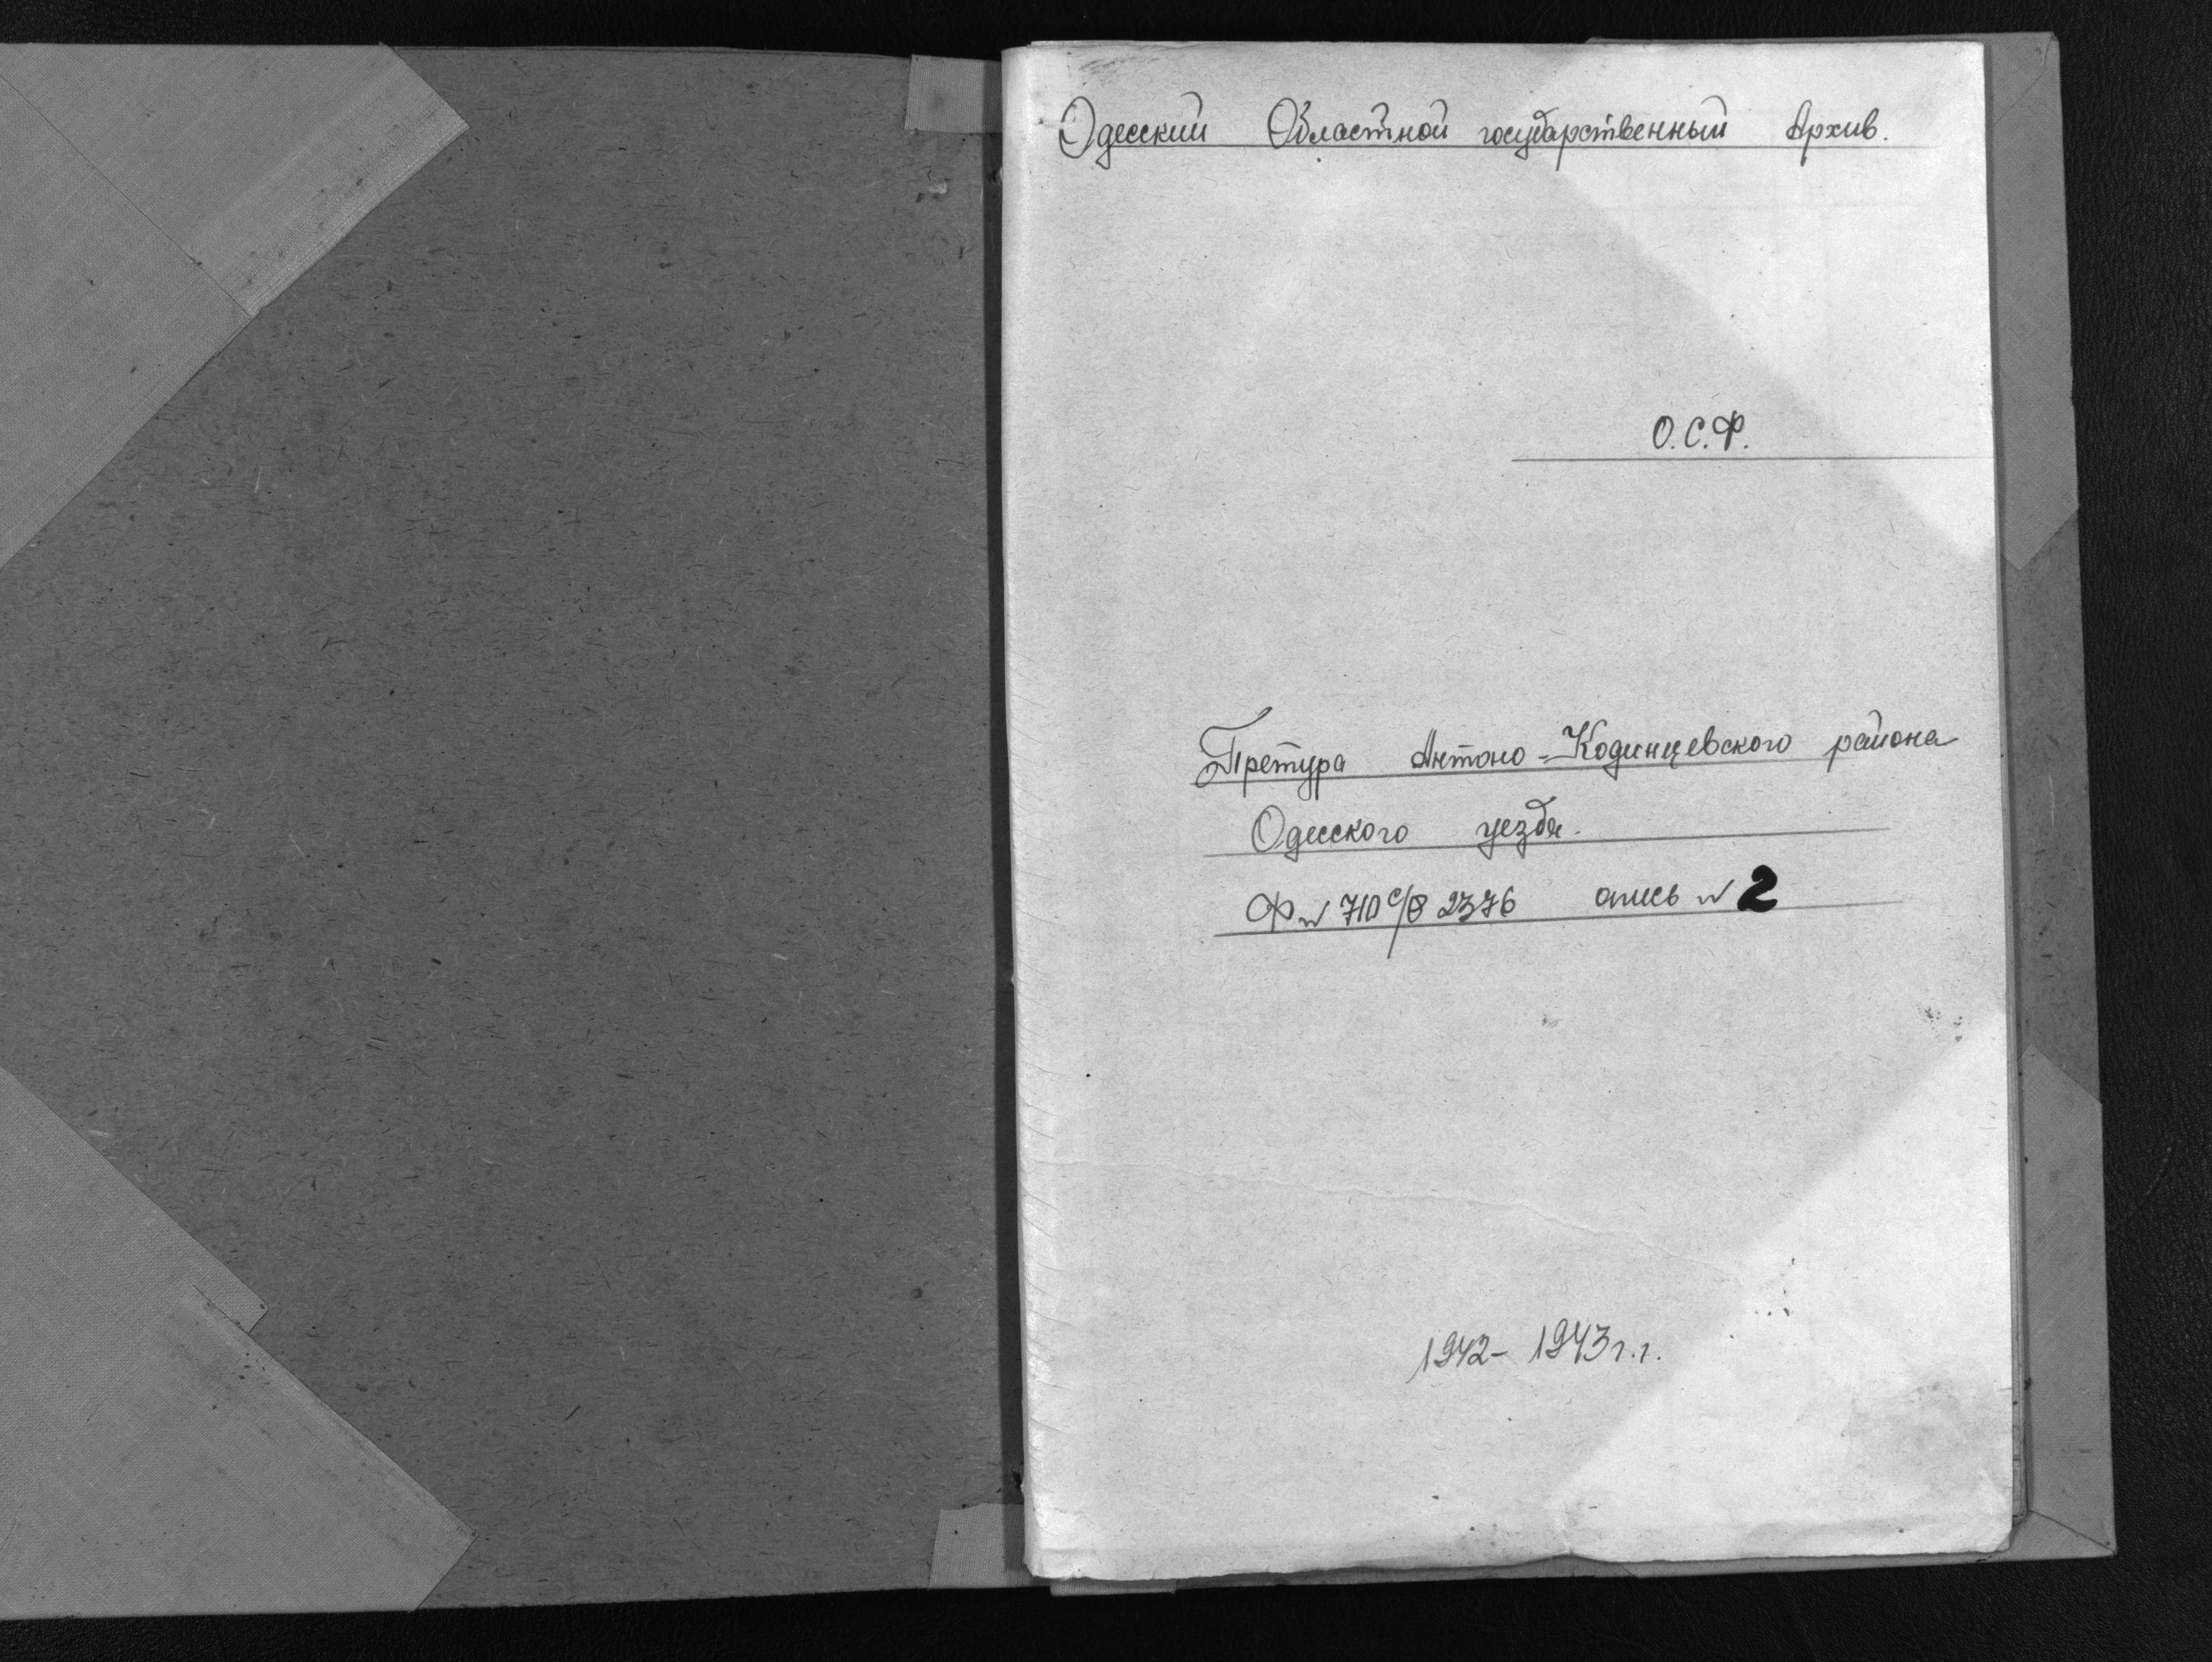 Одесский Областной государственный Архив.
О.С.Ф.
Претура Антоно-Кодинцевского района
Одесского уезда.
Ф № 710 с/в 2376 опись № 2
1942 - 1943 г.г.